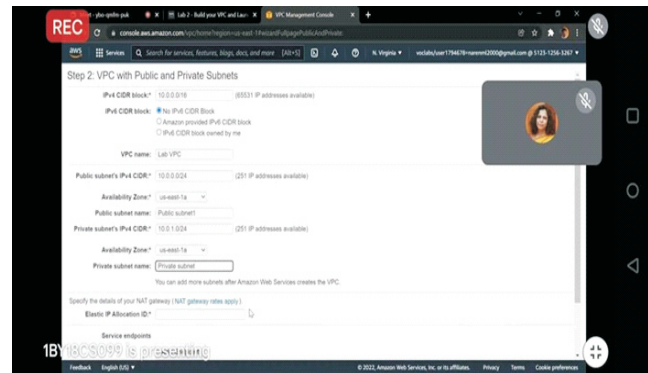 REC
Lab 2 - Build your VPC and Laun
VPC Management Console
console.aws.amazon.com/vpc/home?region=us-east-1#wizardFullpagePublicAndPrivate:
aws Services Search for services, features, blogs, docs, and more [Alt+S] N. Virginia
Step 2: VPC with Public and Private Subnets
IPv4 CIDR block:* 10.0.0.0/16 (65531 IP addresses available)
IPv6 CIDR block: No IPv6 CIDR Block
Amazon provided IPv6 CIDR block
IPv6 CIDR block owned by me
VPC name: Lab VPC
Public subnet's IPv4 CIDR:* 10.0.0.0/24 (251 IP addresses available)
Availability Zone:* us-east-1a
Public subnet name: Public subnet1
Private subnet's IPv4 CIDR:* 10.0.1.0/24 (251 IP addresses available)
Availability Zone:* us-east-1a
Private subnet name: Private subnet
You can add more subnets after Amazon Web Services creates the VPC.
Specify the details of your NAT gateway (NAT gateway rates apply).
Elastic IP Allocation ID:*
Service endpoints
1BY18CS099 is presenting
Feedback English (US) © 2022, Amazon Web Services, Inc. or its affiliates. Privacy Terms Cookie preferences